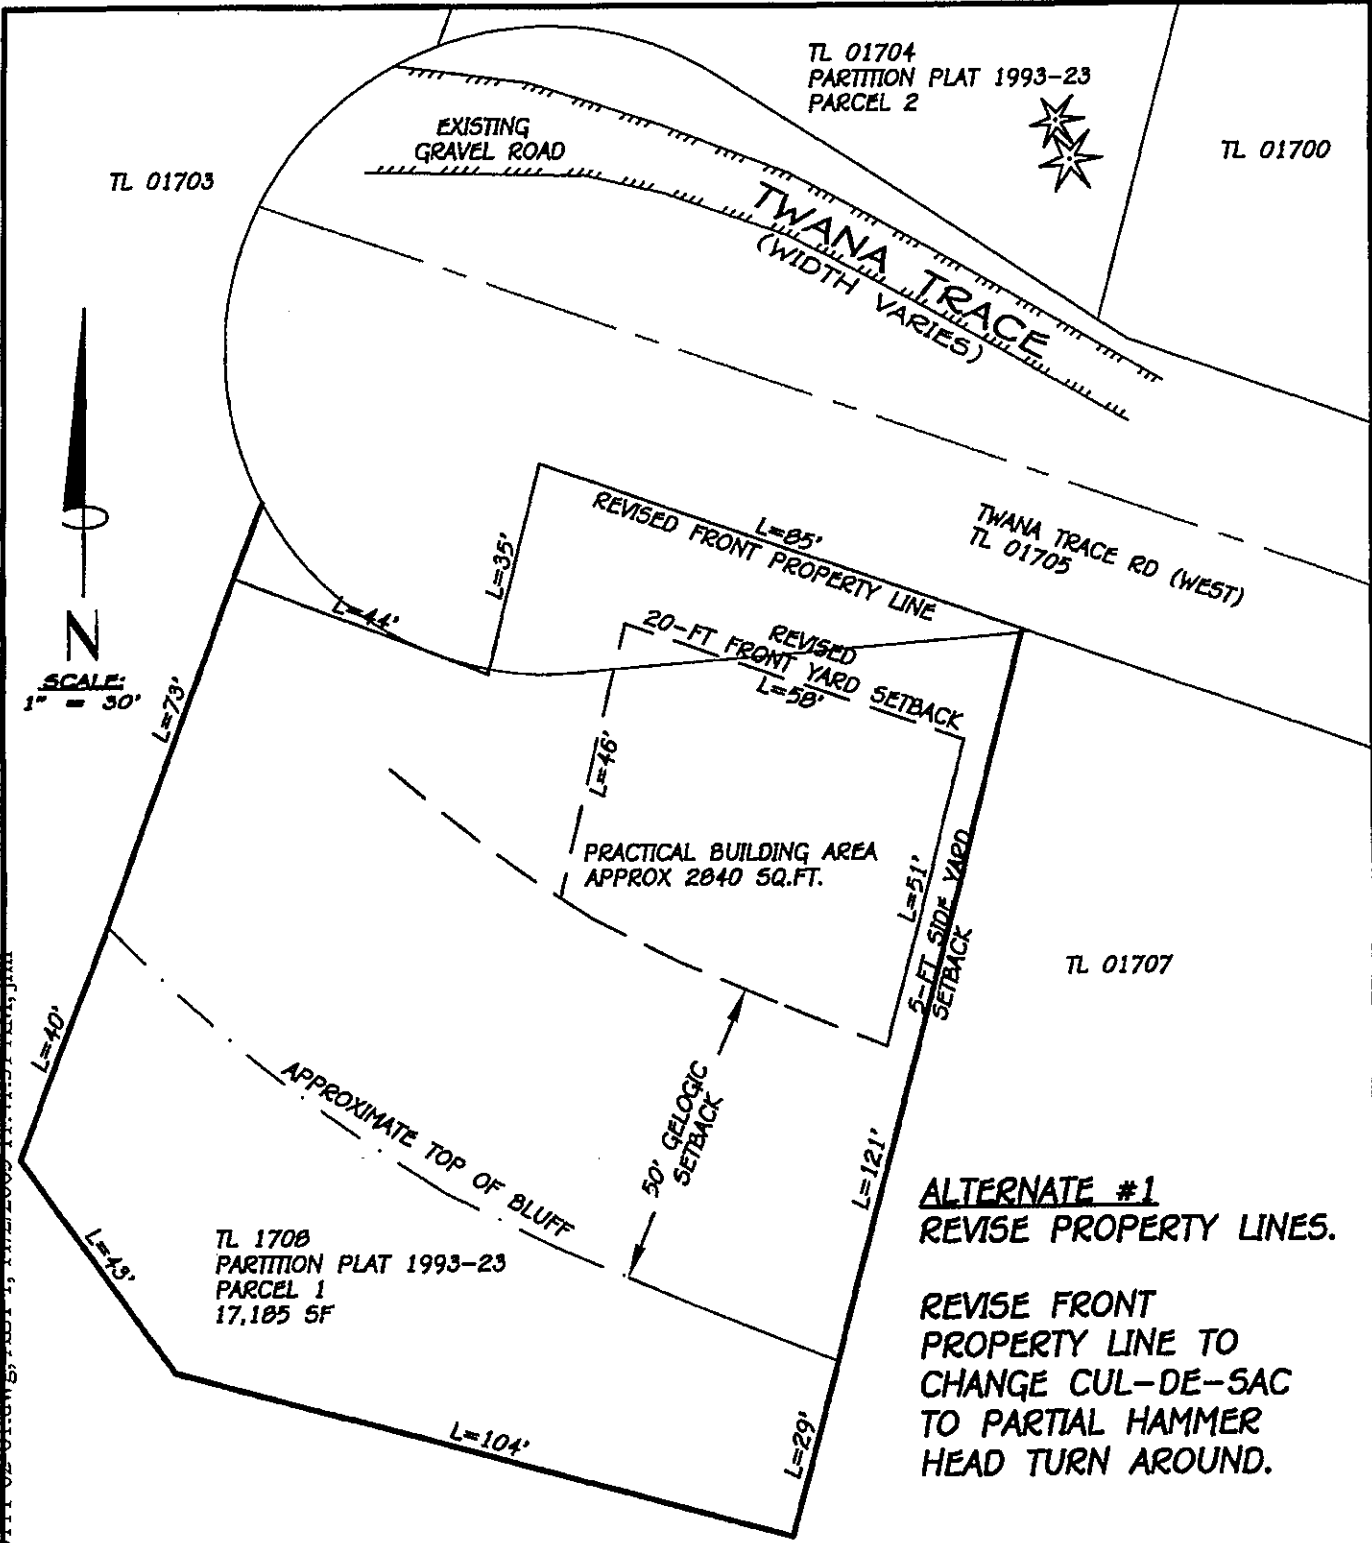 TL 01704
PARTITION PLAT 1993-23
PARCEL 2
TL 01700
EXISTING
GRAVEL ROAD
TL 01703
TWANA TRACE
(WIDTH VARIES)
TWANA TRACE RD (WEST)
TL 01705
L=85'
REVISED FRONT PROPERTY LINE
L=35'
L=44'
REVISED
20-FT FRONT YARD SETBACK
L=58'
N
SCALE:
1" = 30'
L=73'
L=46'
PRACTICAL BUILDING AREA
APPROX 2840 SQ.FT.
L=51'
5-FT SIDE YARD
SETBACK
TL 01707
L=40'
APPROXIMATE TOP OF BLUFF
50' GELOGIC
SETBACK
L=121'
L=43'
TL 1708
PARTITION PLAT 1993-23
PARCEL 1
17,185 SF
L=104'
L=29'
ALTERNATE #1
REVISE PROPERTY LINES.
REVISE FRONT
PROPERTY LINE TO
CHANGE CUL-DE-SAC
TO PARTIAL HAMMER
HEAD TURN AROUND.